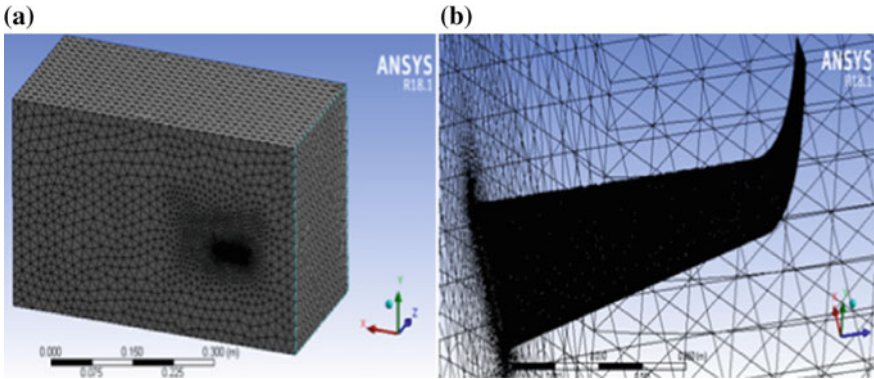 (a)
ANSYS
R18.1
Y
X
Z
0.000
0.150
0.300 (m)
0.075
0.225
(b)
ANSYS
R18.1
Y
X